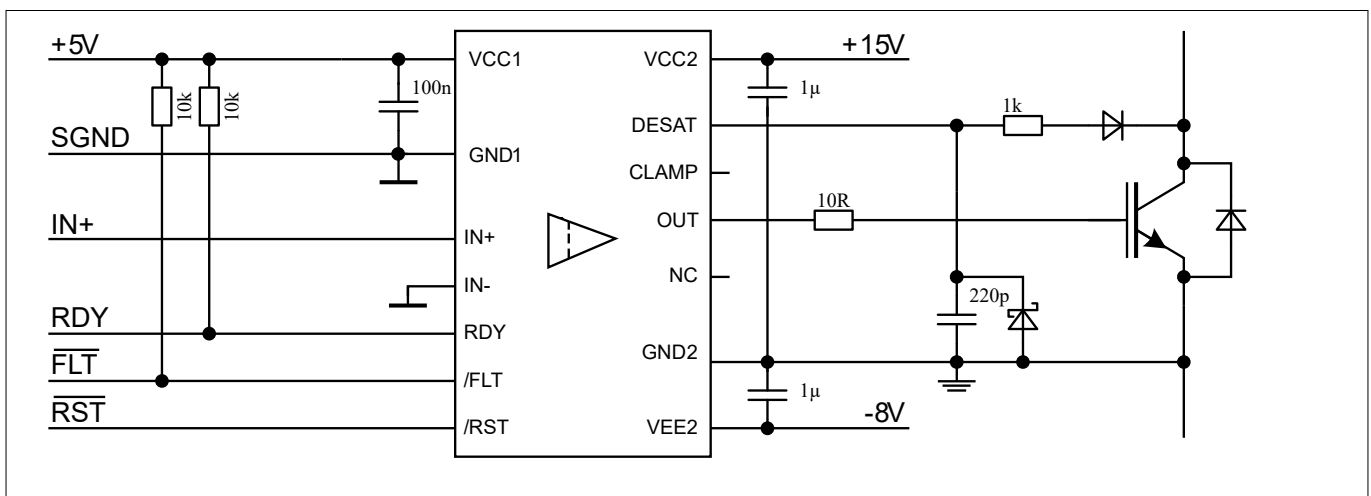 +5V
VCC1
VCC2
+15V
10k
10k
100n
1µ
1k
DESAT
SGND
GND1
CLAMP
10R
OUT
IN+
IN+
NC
IN-
220p
RDY
RDY
GND2
FLT
/FLT
1µ
RST
/RST
VEE2
-8V